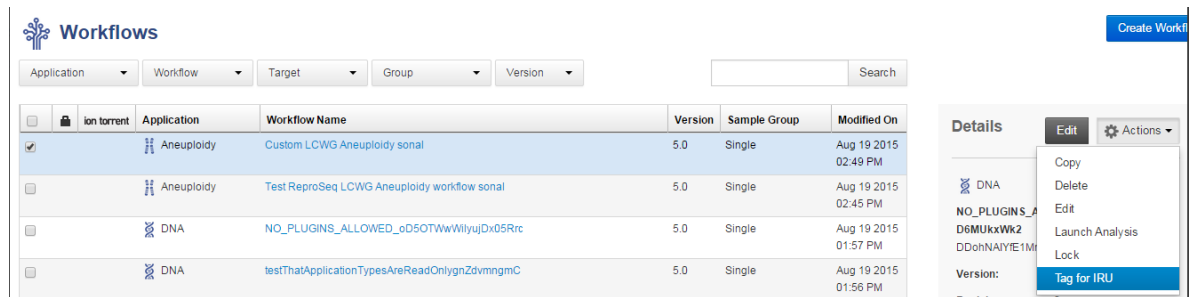 Workflows
Create Workfl
Application Workflow Target Group Version Search
ion torrent Application Workflow Name Version Sample Group Modified On
Aneuploidy Custom LCWG Aneuploidy sonal 5.0 Single Aug 19 2015
02:49 PM
Aneuploidy Test ReproSeq LCWG Aneuploidy workflow sonal 5.0 Single Aug 19 2015
02:45 PM
DNA NO_PLUGINS_ALLOWED_oD5OTWwWilyujDx05Rrc 5.0 Single Aug 19 2015
01:57 PM
DNA testThatApplicationTypesAreReadOnlygnZdvmngmC 5.0 Single Aug 19 2015
01:56 PM
Details Edit Actions
Copy
Delete
Edit
Launch Analysis
Lock
Tag for IRU
DNA
NO_PLUGINS_A
D6MUkxWk2
Version: